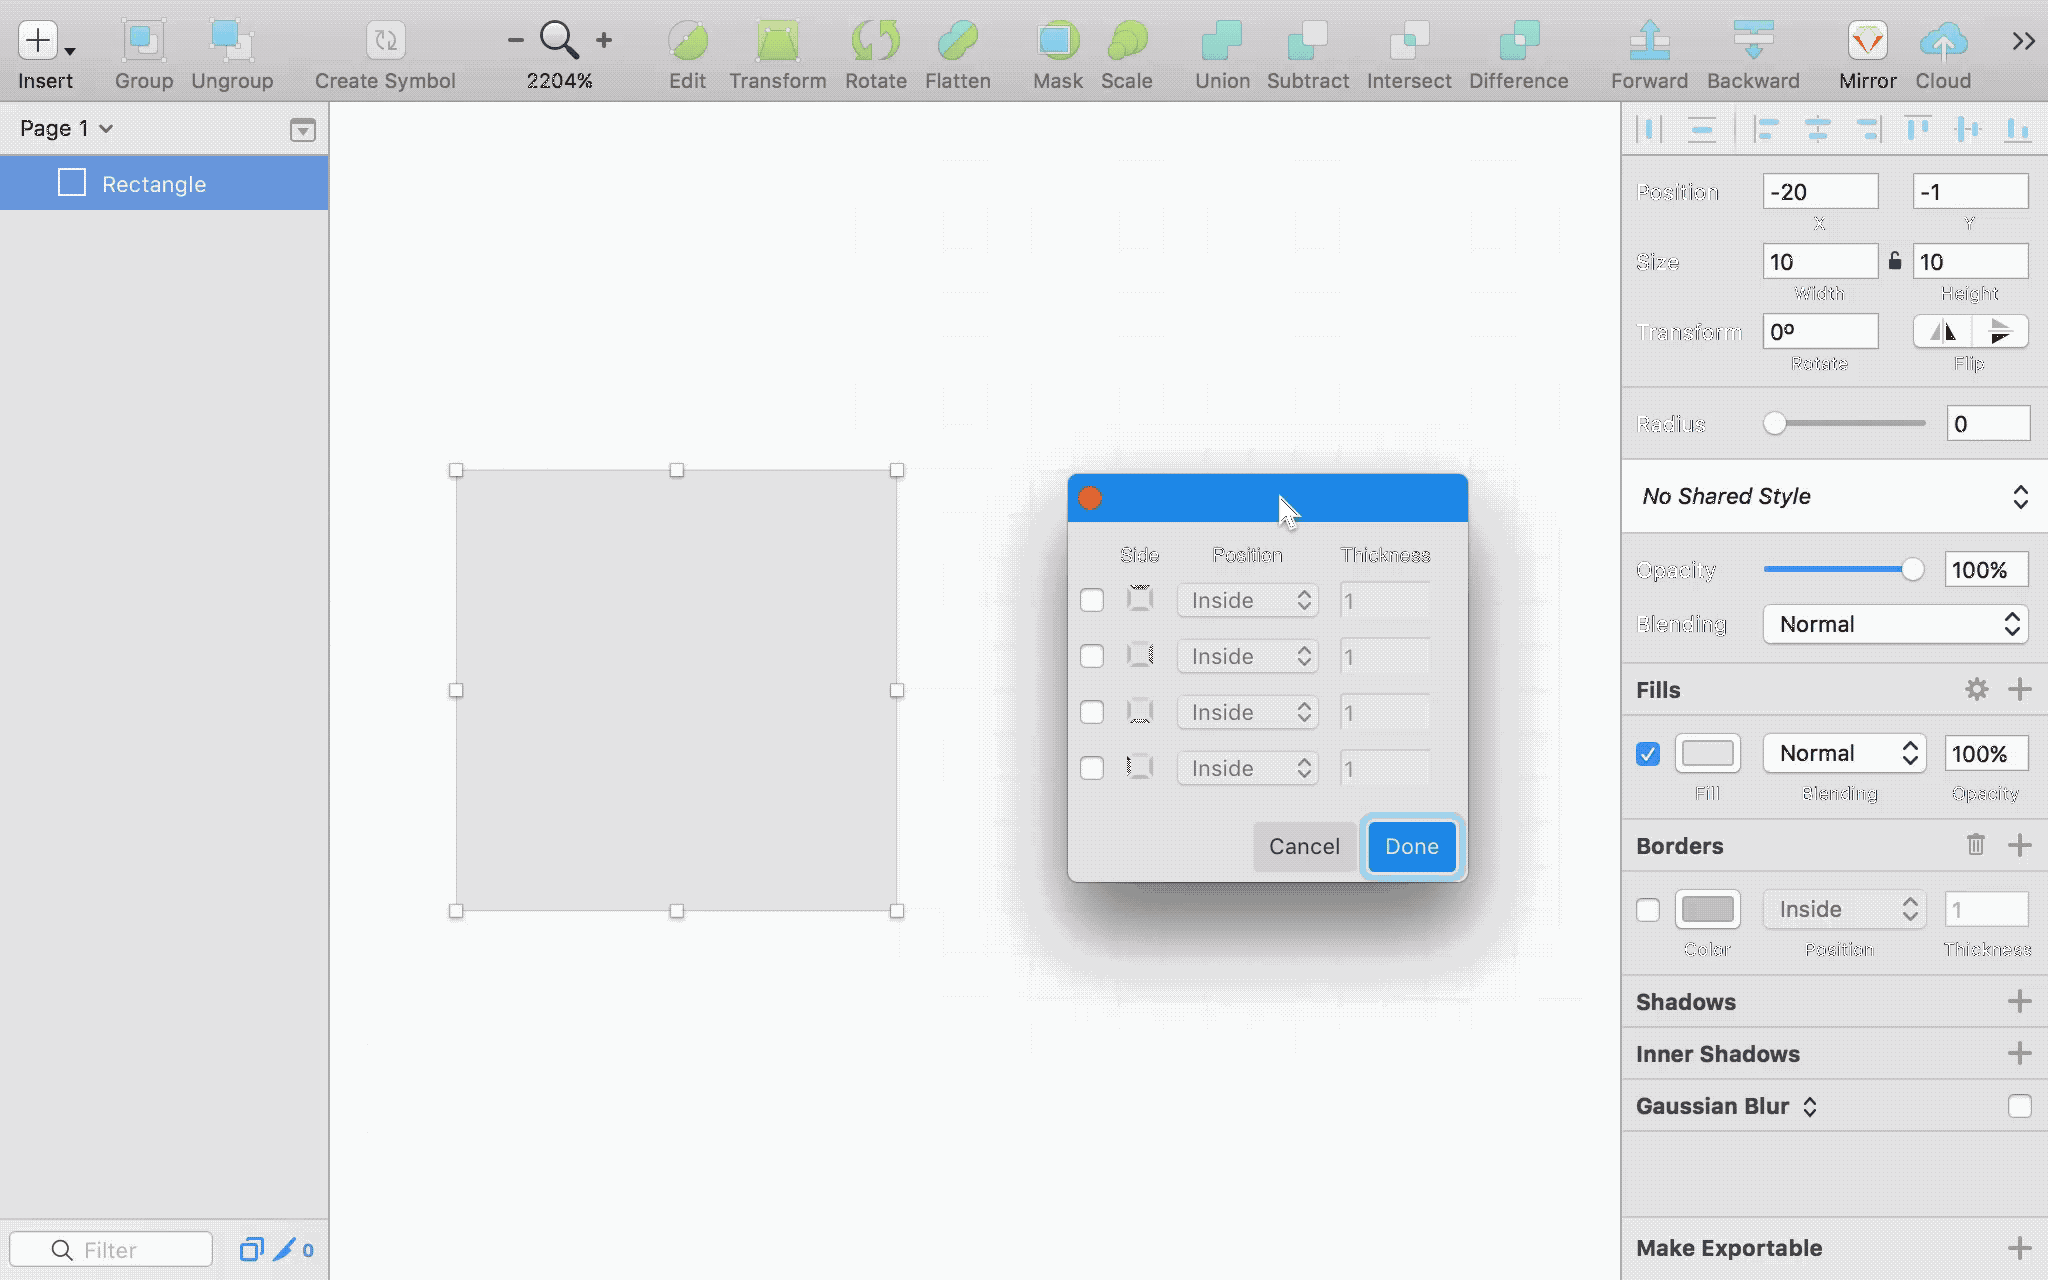 Insert Group Ungroup Create Symbol 2204% Edit Transform Rotate Flatten Mask Scale Union Subtract Intersect Difference Forward Backward Mirror Cloud
Page 1
Rectangle
Filter 0
Side Position Thickness
Inside 1
Inside 1
Inside 1
Inside 1
Cancel Done
Position -20 -1
X Y
Size 10 10
Width Height
Transform 0º
Rotate Flip
Radius 0
No Shared Style
Opacity 100%
Blending Normal
Fills
Normal 100%
Fill Blending Opacity
Borders
Inside 1
Color Position Thickness
Shadows
Inner Shadows
Gaussian Blur
Make Exportable